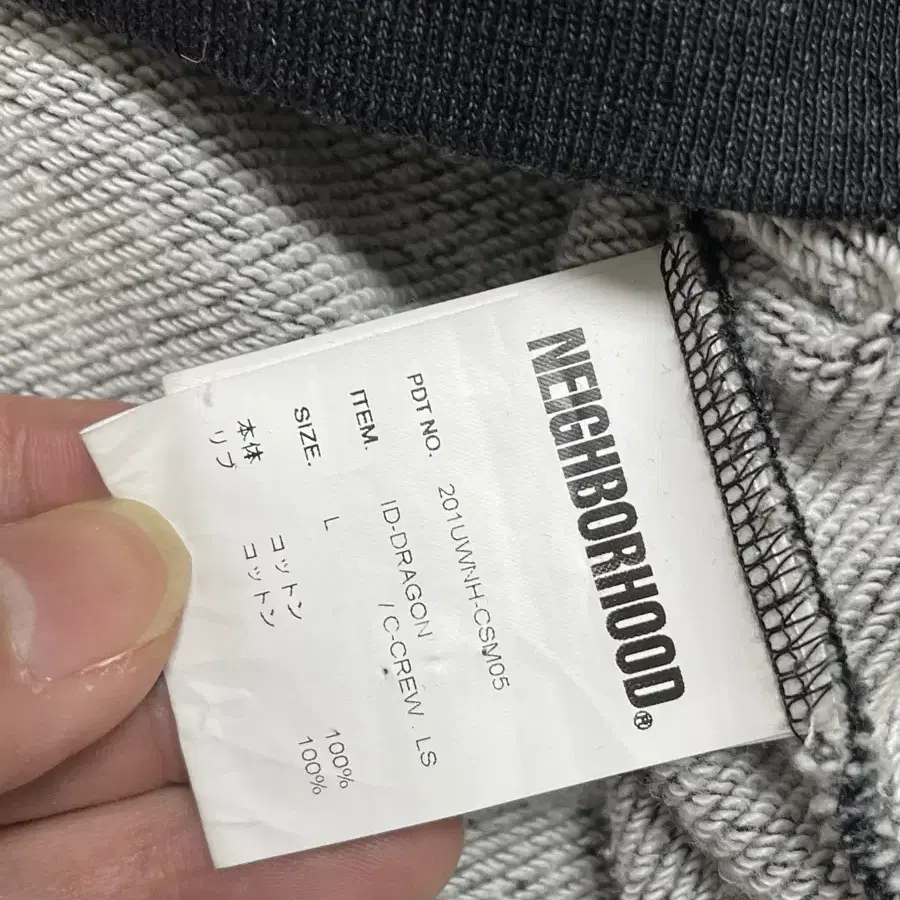 NEIGHBORHOOD®
PDT NO. 201UWNH-CSM05
ITEM. ID-DRAGON
/ C-CREW . LS
SIZE. L
本体 コットン 100%
リブ コットン 100%